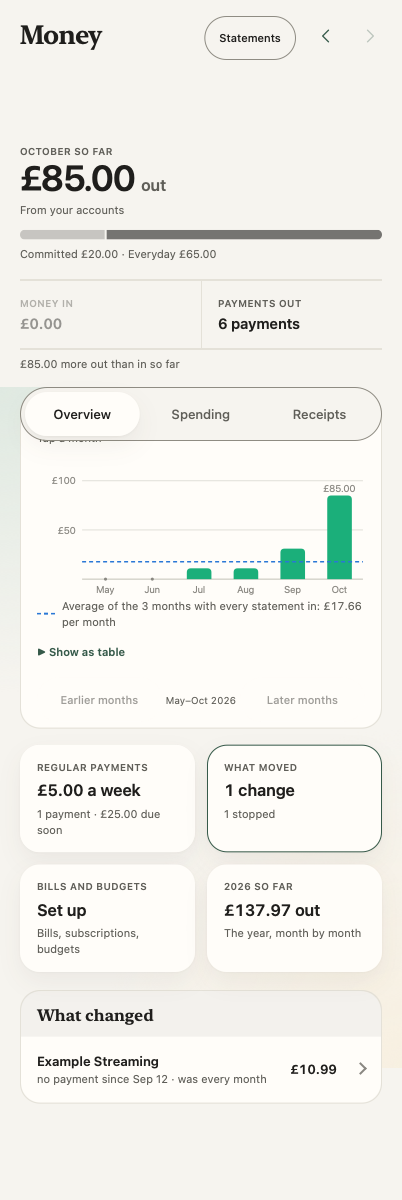 Money
Statements
OCTOBER SO FAR
£85.00 out
From your accounts
Committed £20.00 · Everyday £65.00
MONEY IN
£0.00
PAYMENTS OUT
6 payments
£85.00 more out than in so far
Overview
Spending
Receipts
£100
£50
£85.00
May
Jun
Jul
Aug
Sep
Oct
Average of the 3 months with every statement in: £17.66
per month
Show as table
Earlier months
May–Oct 2026
Later months
REGULAR PAYMENTS
£5.00 a week
1 payment · £25.00 due
soon
WHAT MOVED
1 change
1 stopped
BILLS AND BUDGETS
Set up
Bills, subscriptions,
budgets
2026 SO FAR
£137.97 out
The year, month by month
What changed
Example Streaming
no payment since Sep 12 · was every month
£10.99